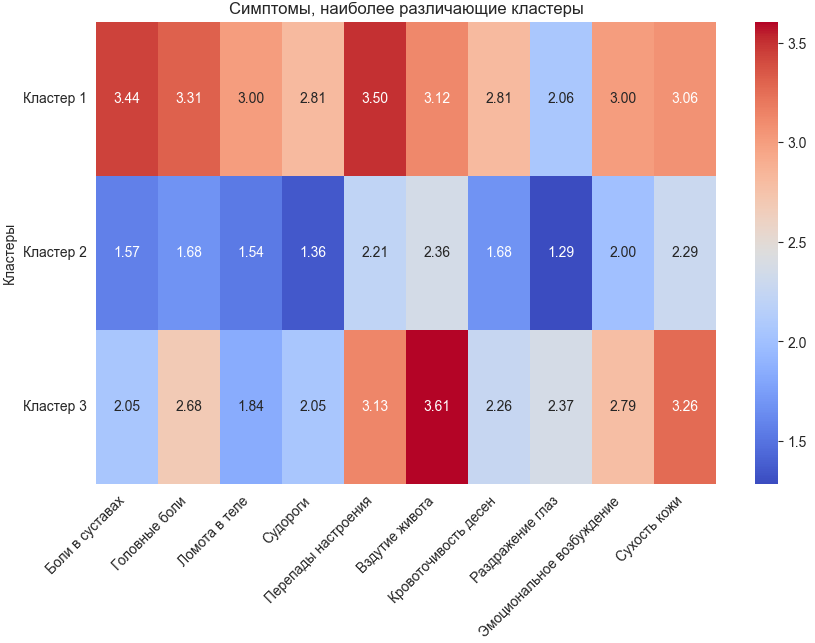 Симптомы, наиболее различающие кластеры
Кластеры
Кластер 1
3.44 3.31 3.00 2.81 3.50 3.12 2.81 2.06 3.00 3.06
Кластер 2
1.57 1.68 1.54 1.36 2.21 2.36 1.68 1.29 2.00 2.29
Кластер 3
2.05 2.68 1.84 2.05 3.13 3.61 2.26 2.37 2.79 3.26
Боли в суставах
Головные боли
Ломота в теле
Судороги
Перепады настроения
Вздутие живота
Кровоточивость десен
Раздражение глаз
Эмоциональное возбуждение
Сухость кожи
3.5
3.0
2.5
2.0
1.5